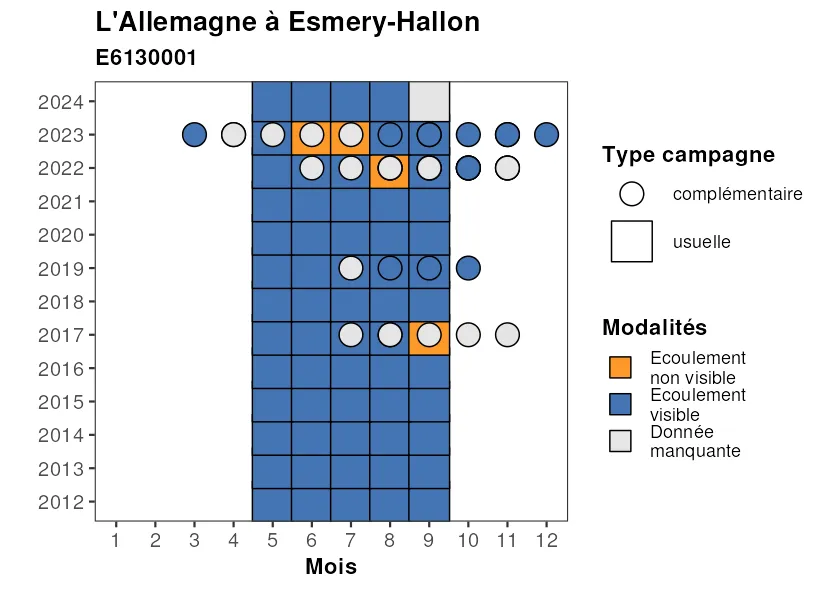 L'Allemagne à Esmery-Hallon
E6130001
2024
2023
2022
2021
2020
2019
2018
2017
2016
2015
2014
2013
2012
1 2 3 4 5 6 7 8 9 10 11 12
Mois
Type campagne
complémentaire
usuelle
Modalités
Ecoulement
non visible
Ecoulement
visible
Donnée
manquante